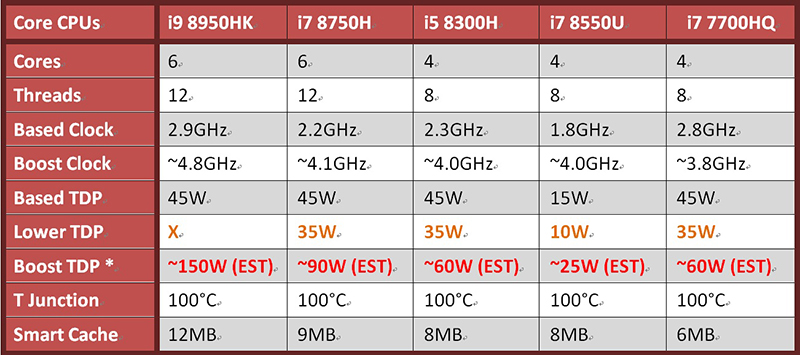 Core CPUs i9 8950HK i7 8750H i5 8300H i7 8550U i7 7700HQ
Cores 6 6 4 4 4
Threads 12 12 8 8 8
Based Clock 2.9GHz 2.2GHz 2.3GHz 1.8GHz 2.8GHz
Boost Clock ~4.8GHz ~4.1GHz ~4.0GHz ~4.0GHz ~3.8GHz
Based TDP 45W 45W 45W 15W 45W
Lower TDP X 35W 35W 10W 35W
Boost TDP * ~150W (EST) ~90W (EST) ~60W (EST) ~25W (EST) ~60W (EST)
T Junction 100°C 100°C 100°C 100°C 100°C
Smart Cache 12MB 9MB 8MB 8MB 6MB